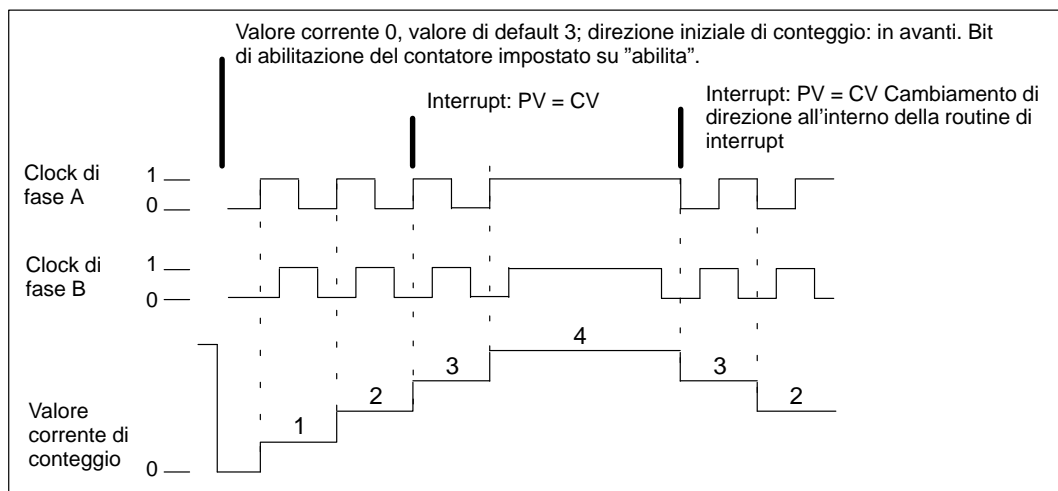 Valore corrente 0, valore di default 3; direzione iniziale di conteggio: in avanti. Bit
di abilitazione del contatore impostato su ”abilita”.
Interrupt: PV = CV
Interrupt: PV = CV Cambiamento di
direzione all’interno della routine di
interrupt
Clock di
fase A
1
0
Clock di
fase B
1
0
Valore
corrente di
conteggio
0
1
2
3
4
3
2